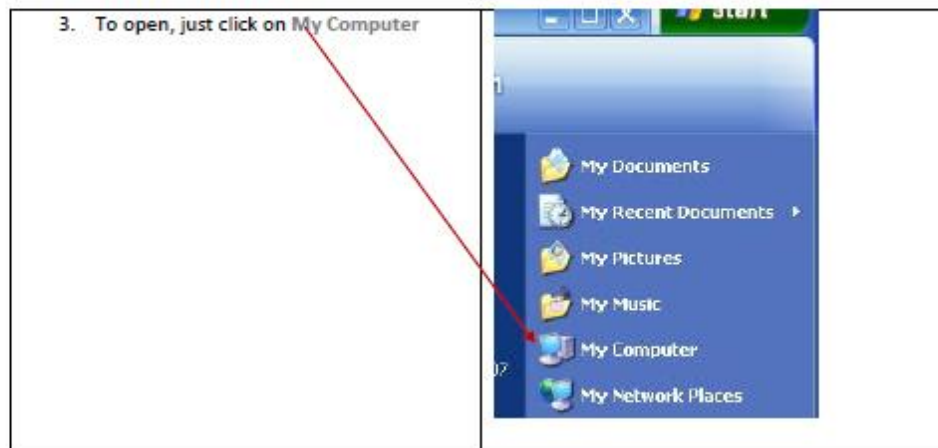 3. To open, just click on My Computer
start
My Documents
My Recent Documents
My Pictures
My Music
My Computer
My Network Places